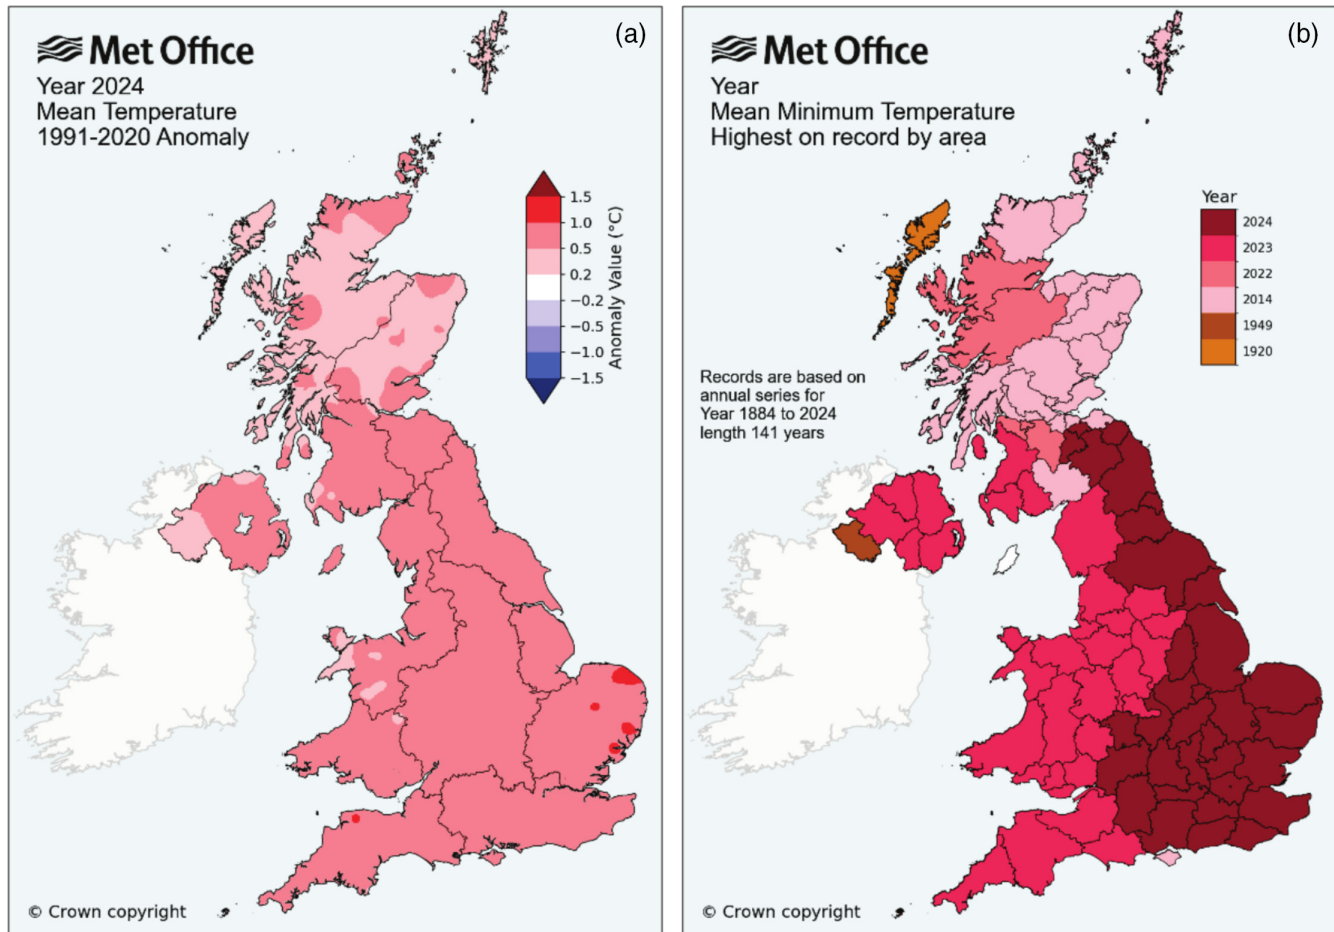 (a)
Met Office
Year 2024
Mean Temperature
1991-2020 Anomaly
1.5
1.0
0.5
0.2
−0.2
−0.5
−1.0
−1.5
Anomaly Value (°C)
© Crown copyright
(b)
Met Office
Year
Mean Minimum Temperature
Highest on record by area
Year
2024
2023
2022
2014
1949
1920
Records are based on
annual series for
Year 1884 to 2024
length 141 years
© Crown copyright